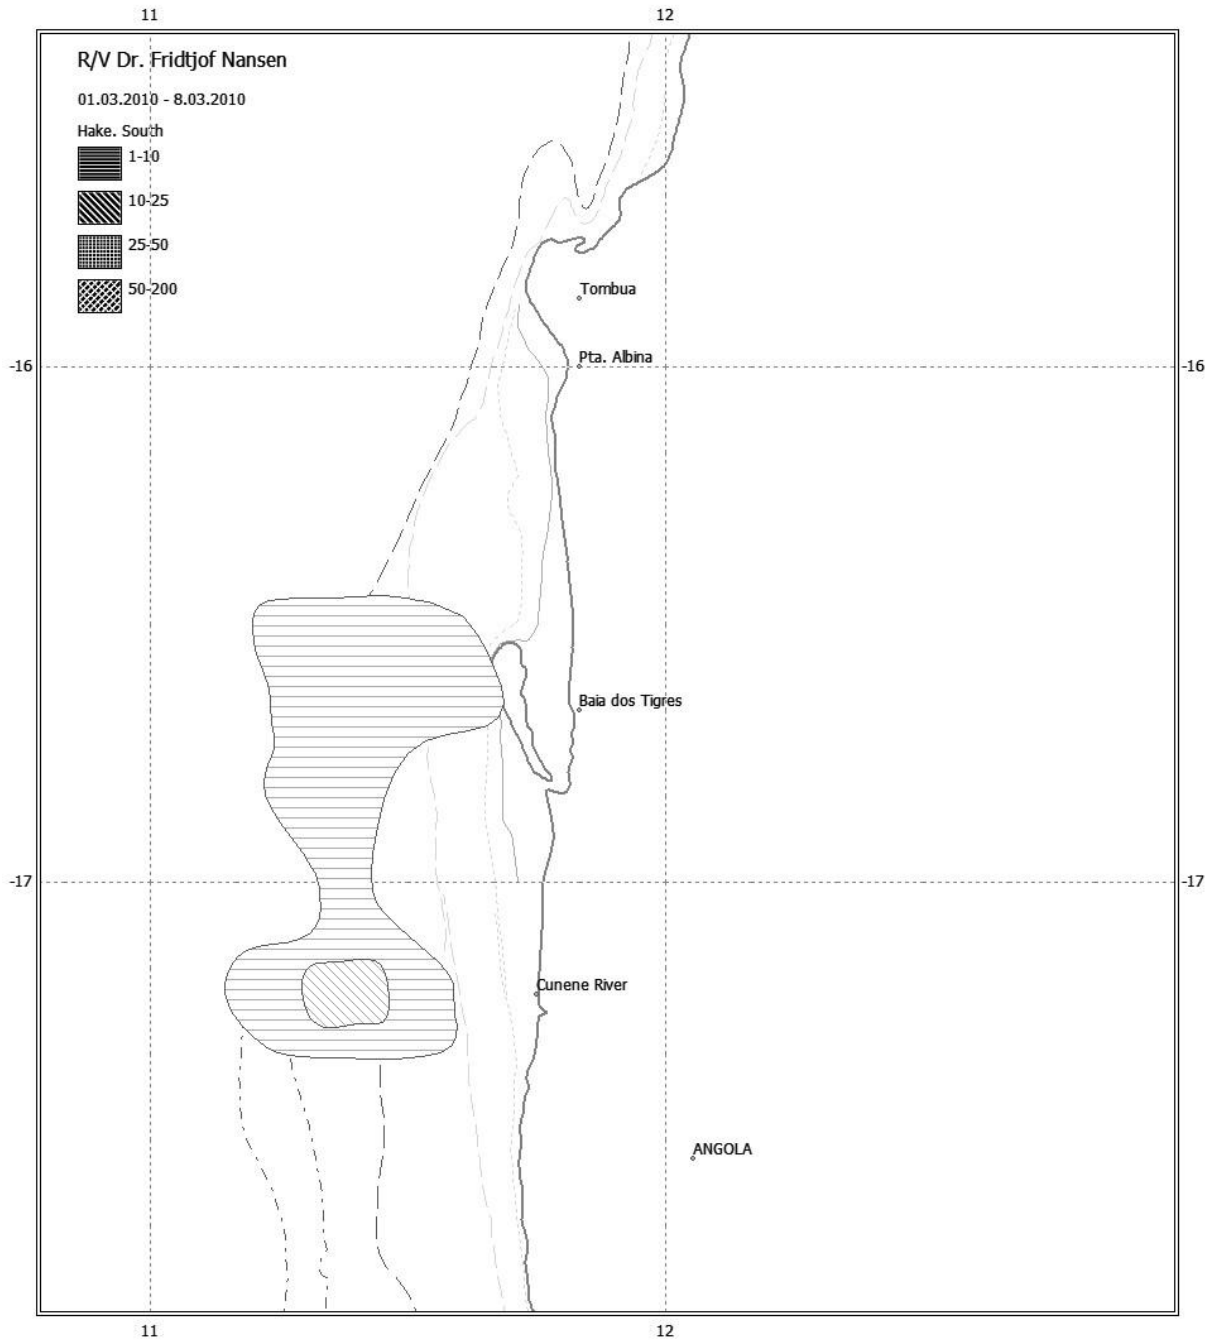 11 12
R/V Dr. Fridtjof Nansen
01.03.2010 - 8.03.2010
Hake. South
1-10
10-25
25-50
50-200
Tombua
Pta. Albina
-16 -16
Baia dos Tigres
-17 -17
Cunene River
ANGOLA
11 12